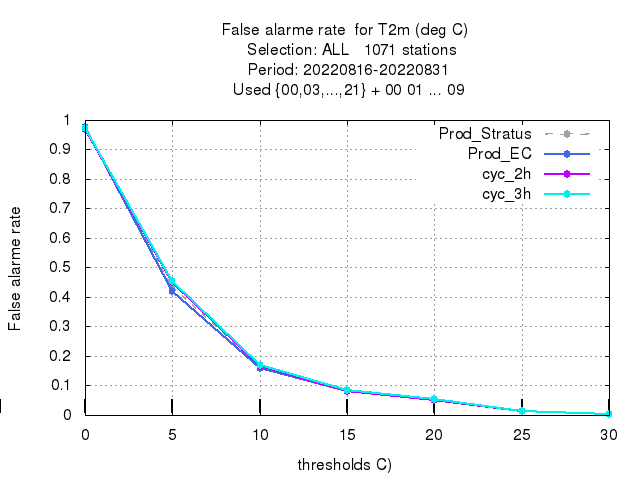 False alarme rate  for T2m (deg C)
Selection: ALL   1071 stations
Period: 20220816-20220831
Used {00,03,...,21} + 00 01 ... 09
Prod_Stratus
Prod_EC
cyc_2h
cyc_3h
False alarme rate
1
0.9
0.8
0.7
0.6
0.5
0.4
0.3
0.2
0.1
0
0 5 10 15 20 25 30
thresholds C)